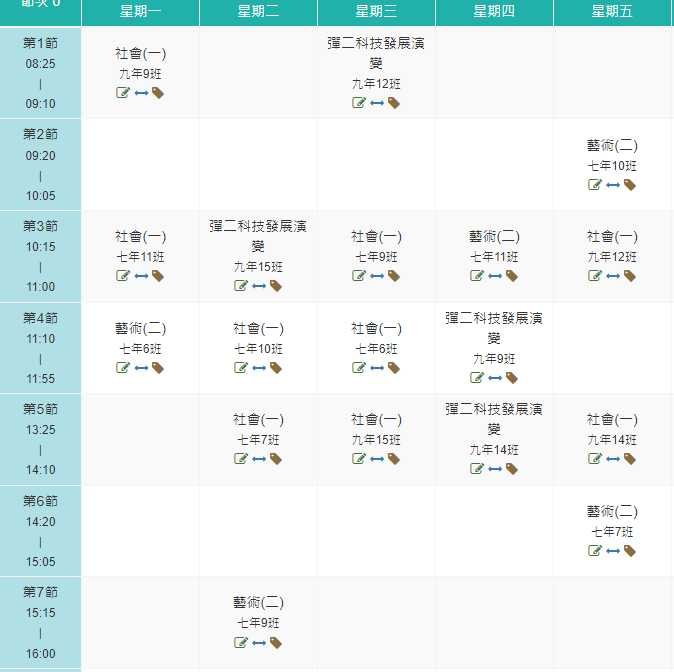 節次 0 星期一 星期二 星期三 星期四 星期五
第1節
08:25
|
09:10
社會(一)
九年9班
彈二科技發展演
變
九年12班
第2節
09:20
|
10:05
藝術(二)
七年10班
第3節
10:15
|
11:00
社會(一)
七年11班
彈二科技發展演
變
九年15班
社會(一)
七年9班
藝術(二)
七年11班
社會(一)
九年12班
第4節
11:10
|
11:55
藝術(二)
七年6班
社會(一)
七年10班
社會(一)
七年6班
彈二科技發展演
變
九年9班
第5節
13:25
|
14:10
社會(一)
七年7班
社會(一)
九年15班
彈二科技發展演
變
九年14班
社會(一)
九年14班
第6節
14:20
|
15:05
藝術(二)
七年7班
第7節
15:15
|
16:00
藝術(二)
七年9班